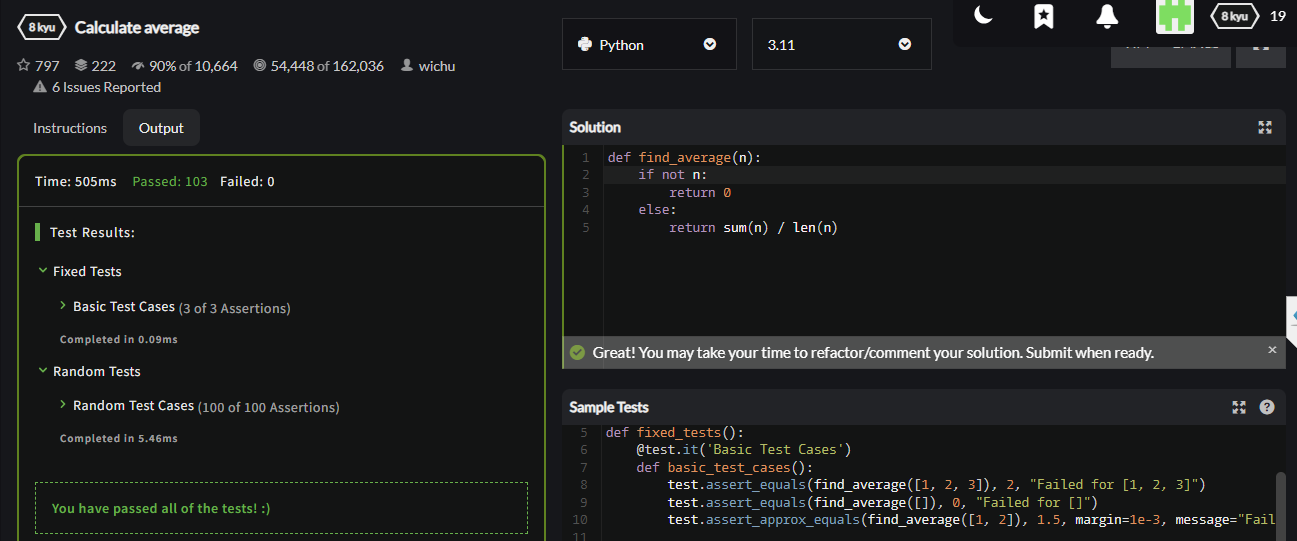 8 kyu Calculate average
797 222 90% of 10,664 54,448 of 162,036 wichu
6 Issues Reported
Python
3.11
8 kyu 19
Instructions Output
Time: 505ms Passed: 103 Failed: 0
Test Results:
Fixed Tests
Basic Test Cases (3 of 3 Assertions)
Completed in 0.09ms
Random Tests
Random Test Cases (100 of 100 Assertions)
Completed in 5.46ms
You have passed all of the tests! :)
Solution
1 def find_average(n):
2     if not n:
3         return 0
4     else:
5         return sum(n) / len(n)
Great! You may take your time to refactor/comment your solution. Submit when ready. ×
Sample Tests ?
5 def fixed_tests():
6     @test.it('Basic Test Cases')
7     def basic_test_cases():
8         test.assert_equals(find_average([1, 2, 3]), 2, "Failed for [1, 2, 3]")
9         test.assert_equals(find_average([]), 0, "Failed for []")
10         test.assert_approx_equals(find_average([1, 2]), 1.5, margin=1e-3, message="Fail
11